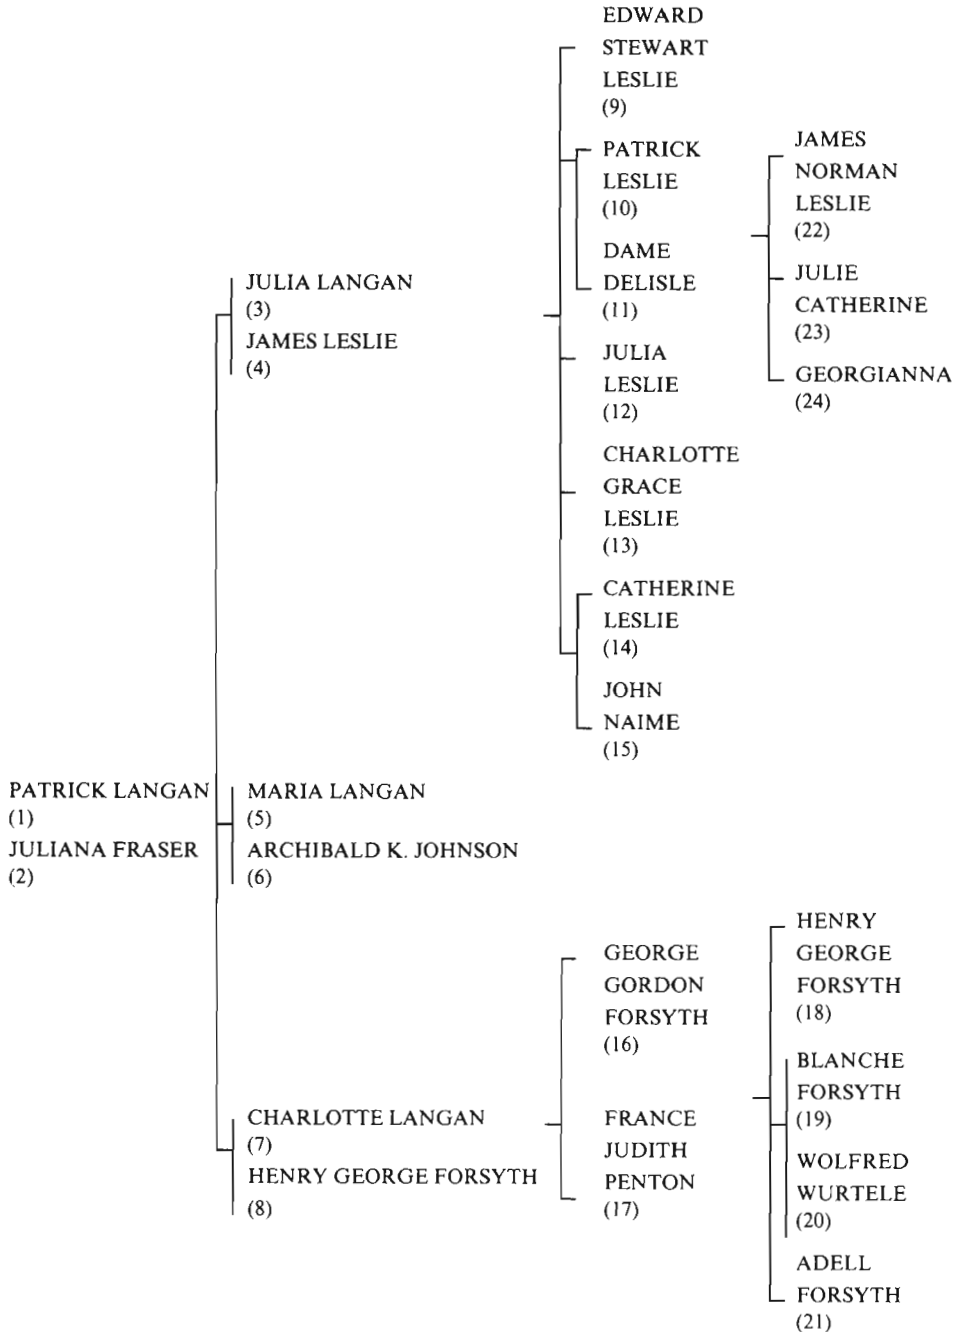 PATRICK LANGAN
(1)
JULIANA FRASER
(2)
JULIA LANGAN
(3)
JAMES LESLIE
(4)
MARIA LANGAN
(5)
ARCHIBALD K. JOHNSON
(6)
CHARLOTTE LANGAN
(7)
HENRY GEORGE FORSYTH
(8)
EDWARD
STEWART
LESLIE
(9)
PATRICK
LESLIE
(10)
DAME
DELISLE
(11)
JULIA
LESLIE
(12)
CHARLOTTE
GRACE
LESLIE
(13)
CATHERINE
LESLIE
(14)
JOHN
NAIME
(15)
GEORGE
GORDON
FORSYTH
(16)
FRANCE
JUDITH
PENTON
(17)
JAMES
NORMAN
LESLIE
(22)
JULIE
CATHERINE
(23)
GEORGIANNA
(24)
HENRY
GEORGE
FORSYTH
(18)
BLANCHE
FORSYTH
(19)
WOLFRED
WURTELE
(20)
ADELL
FORSYTH
(21)